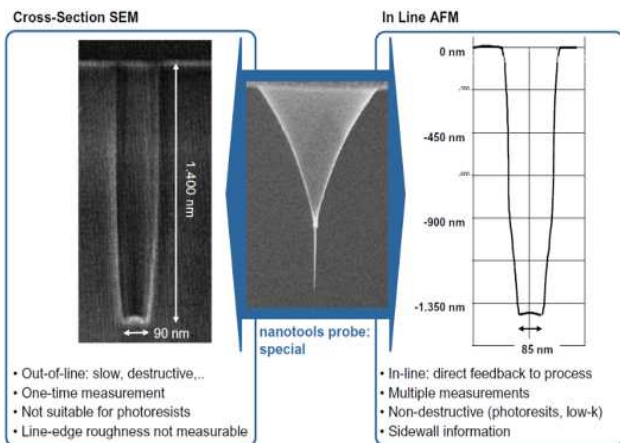 Cross-Section SEM
1.400 nm
90 nm
• Out-of-line: slow, destructive,..
• One-time measurement
• Not suitable for photoresists
• Line-edge roughness not measurable
nanotools probe:
special
In Line AFM
0 nm
-450 nm
-900 nm
-1.350 nm
85 nm
• In-line: direct feedback to process
• Multiple measurements
• Non-destructive (photoresits, low-k)
• Sidewall information